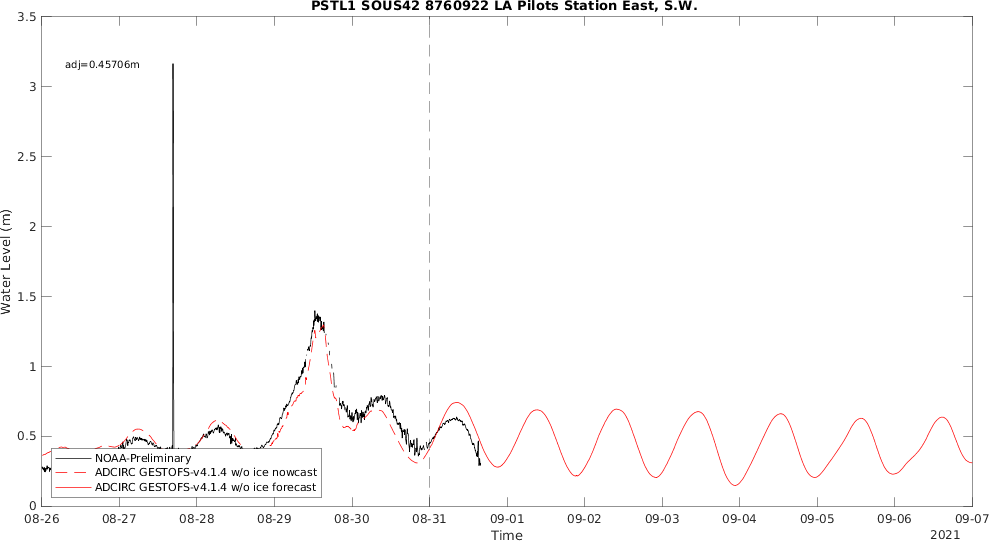 PSTL1 SOUS42 8760922 LA Pilots Station East, S.W.
adj=0.45706m
3.5
3
2.5
2
1.5
1
0.5
0
Water Level (m)
NOAA-Preliminary
ADCIRC GESTOFS-v4.1.4 w/o ice nowcast
ADCIRC GESTOFS-v4.1.4 w/o ice forecast
08-26 08-27 08-28 08-29 08-30 08-31 09-01 09-02 09-03 09-04 09-05 09-06 09-07
Time
2021